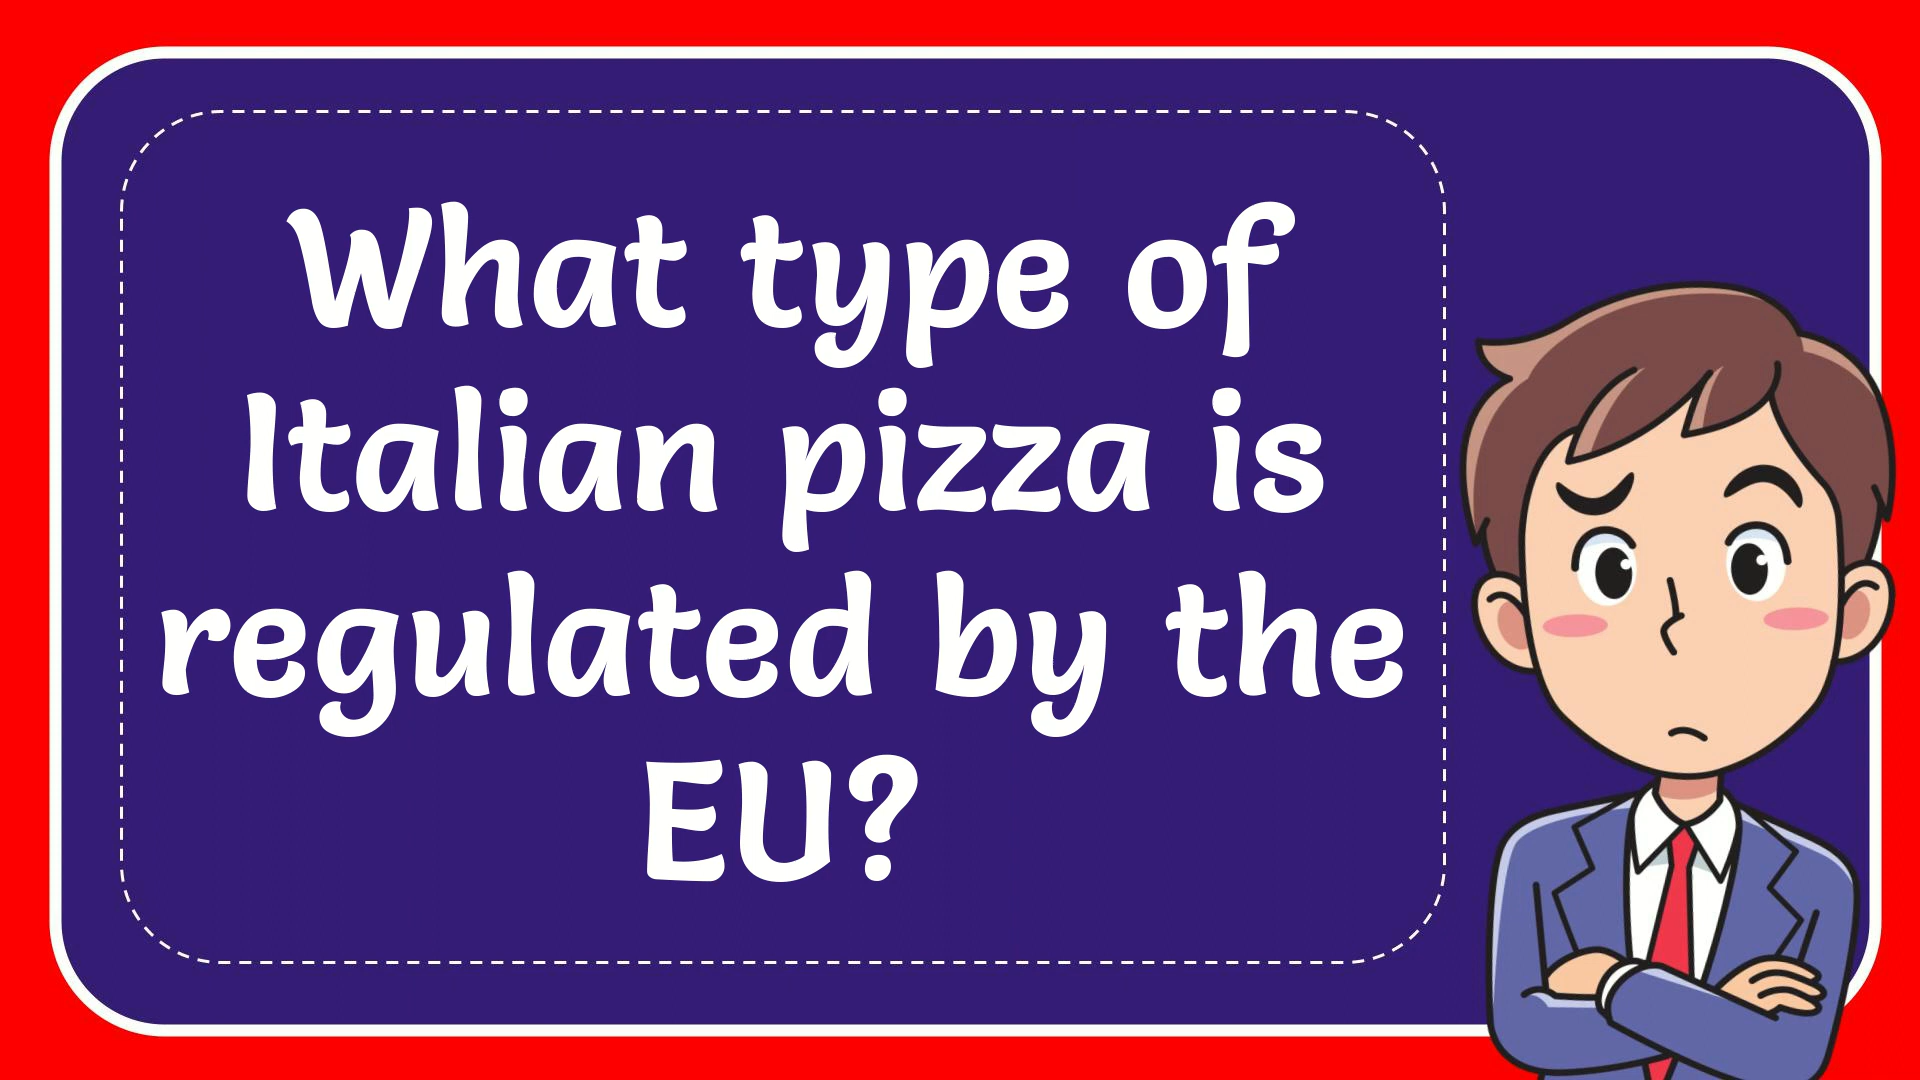 What type of
Italian pizza is
regulated by the
EU?